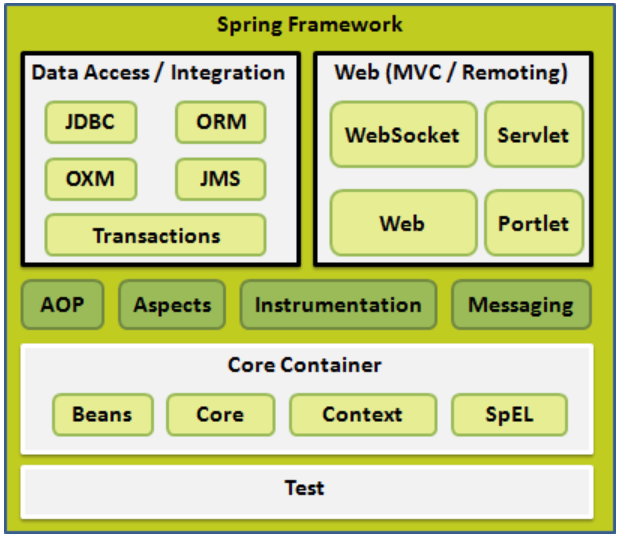 Spring Framework
Data Access / Integration
JDBC
ORM
OXM
JMS
Transactions
Web (MVC / Remoting)
WebSocket
Servlet
Web
Portlet
AOP
Aspects
Instrumentation
Messaging
Core Container
Beans
Core
Context
SpEL
Test